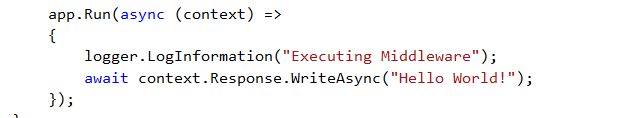 app.Run(async (context) =>
{
logger.LogInformation("Executing Middleware");
await context.Response.WriteAsync("Hello World!");
});